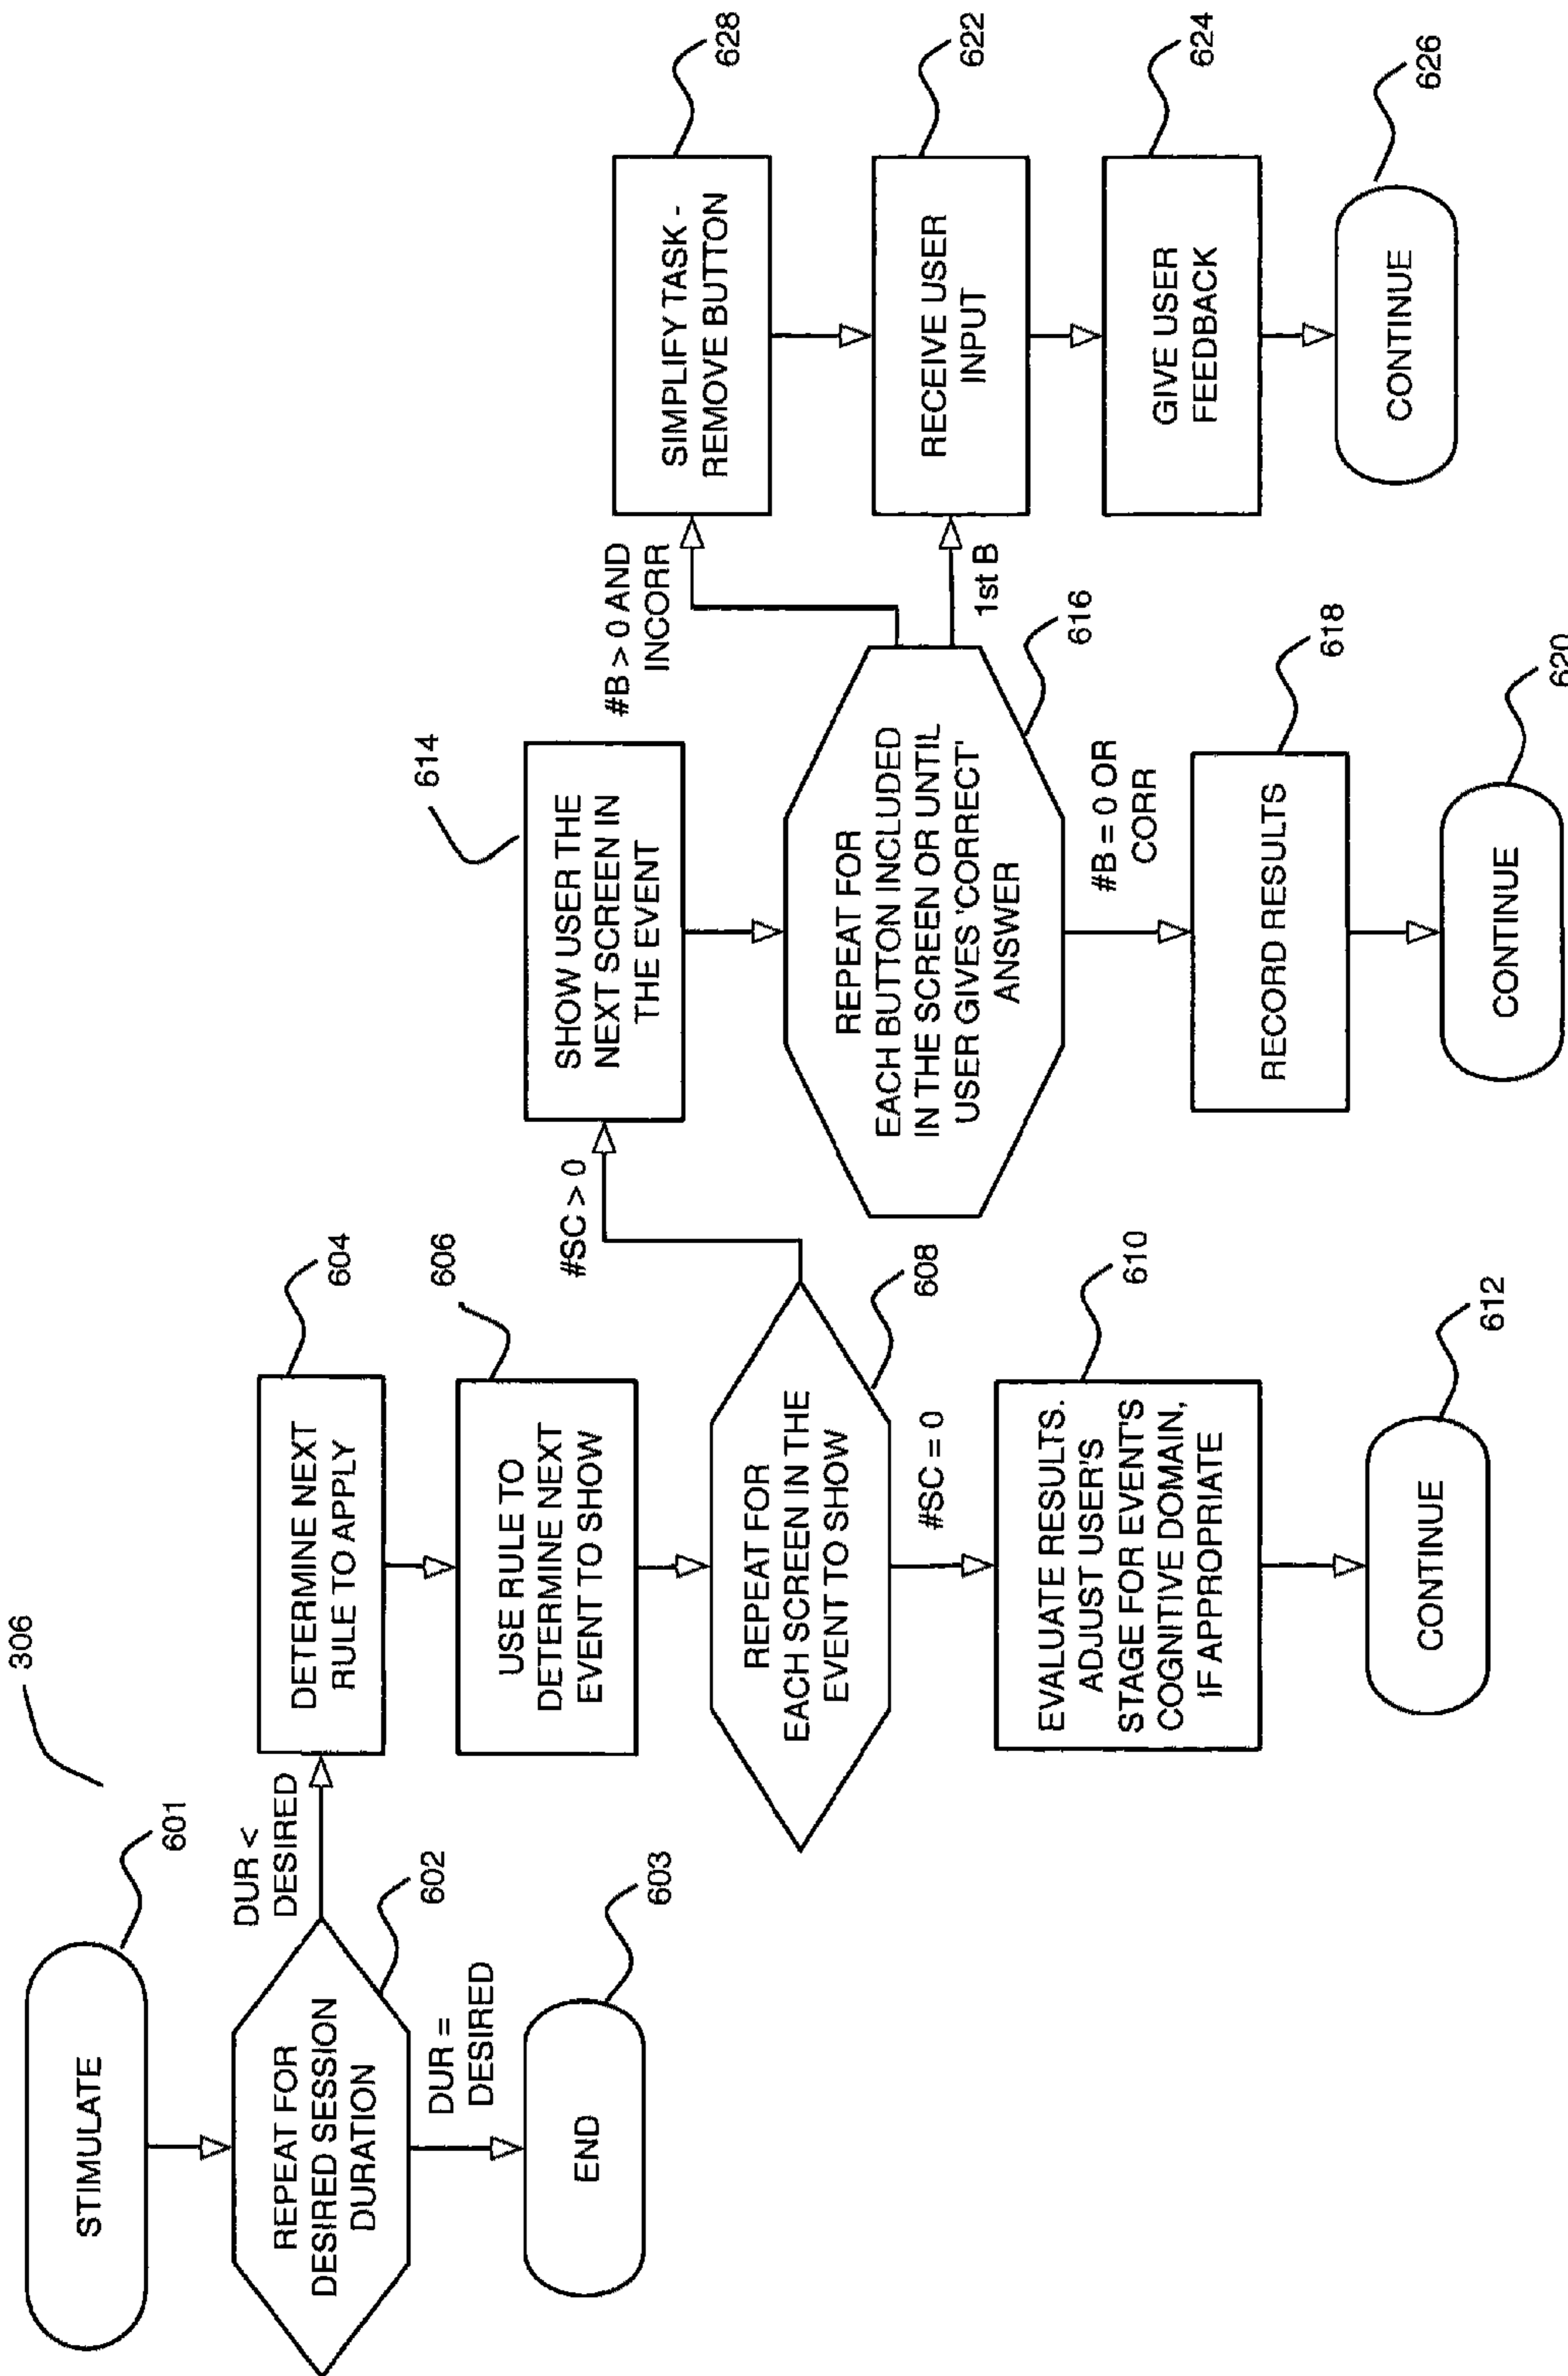 306
STIMULATE
601
REPEAT FOR
DESIRED SESSION
DURATION
602
DUR <
DESIRED
DUR =
DESIRED
END
603
DETERMINE NEXT
RULE TO APPLY
604
USE RULE TO
DETERMINE NEXT
EVENT TO SHOW
606
REPEAT FOR
EACH SCREEN IN THE
EVENT TO SHOW
608
#SC > 0
#SC = 0
EVALUATE RESULTS.
ADJUST USER'S
STAGE FOR EVENT'S
COGNITIVE DOMAIN,
IF APPROPRIATE
610
CONTINUE
612
614
SHOW USER THE
NEXT SCREEN IN
THE EVENT
REPEAT FOR
EACH BUTTON INCLUDED
IN THE SCREEN OR UNTIL
USER GIVES 'CORRECT'
ANSWER
616
#B > 0 AND
INCORR
1st B
#B = 0 OR
CORR
RECORD RESULTS
618
CONTINUE
620
SIMPLIFY TASK -
REMOVE BUTTON
628
RECEIVE USER
INPUT
622
GIVE USER
FEEDBACK
624
CONTINUE
626